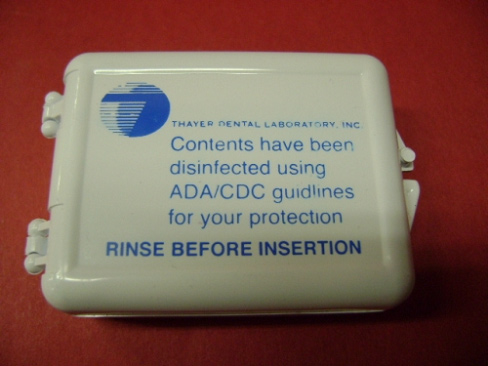 THAYER DENTAL LABORATORY, INC.
Contents have been
disinfected using
ADA/CDC guidlines
for your protection
RINSE BEFORE INSERTION